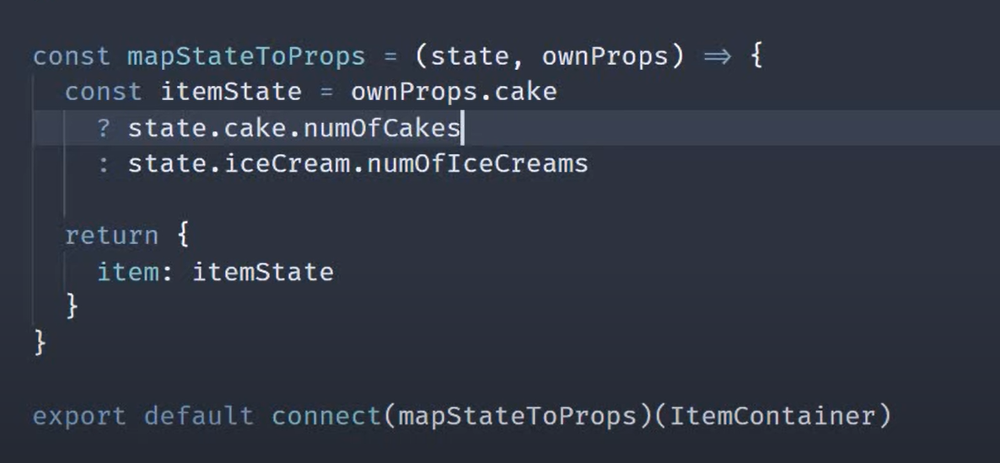 const mapStateToProps = (state, ownProps) => {
const itemState = ownProps.cake
? state.cake.numOfCakes
: state.iceCream.numOfIceCreams
return {
item: itemState
}
}
export default connect(mapStateToProps)(ItemContainer)